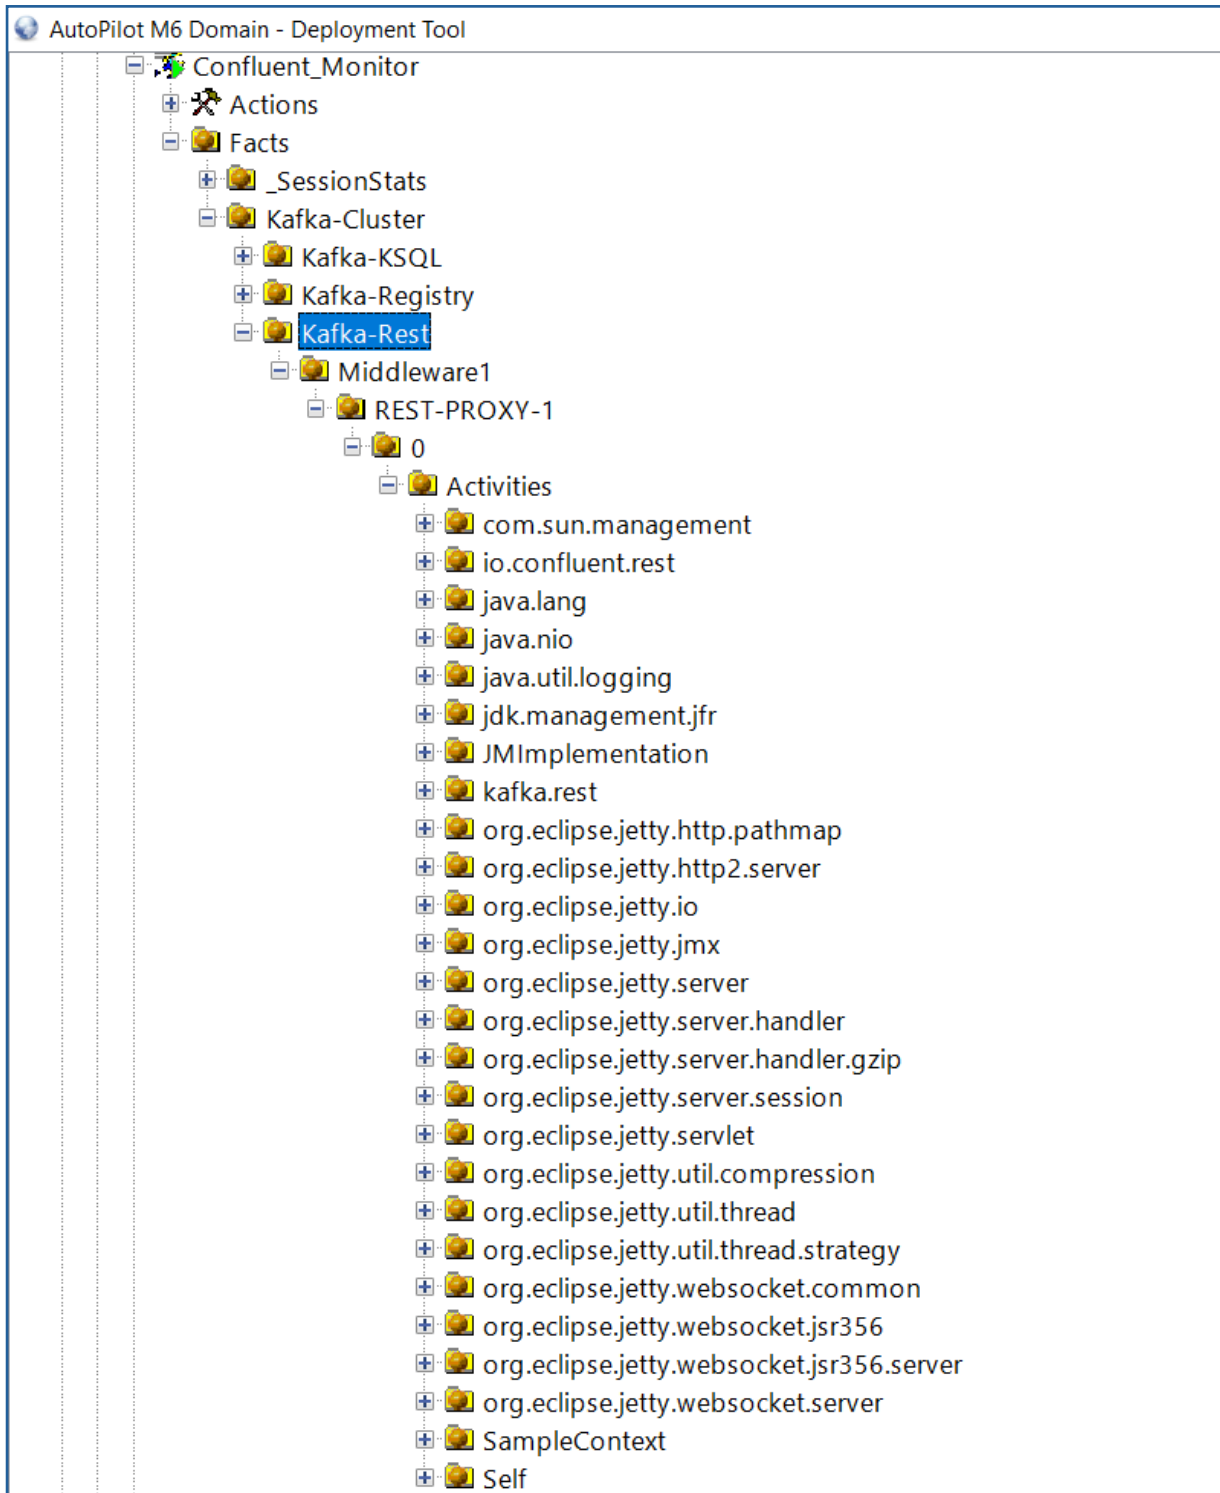 AutoPilot M6 Domain - Deployment Tool
Confluent_Monitor
Actions
Facts
_SessionStats
Kafka-Cluster
Kafka-KSQL
Kafka-Registry
Kafka-Rest
Middleware1
REST-PROXY-1
0
Activities
com.sun.management
io.confluent.rest
java.lang
java.nio
java.util.logging
jdk.management.jfr
JMImplementation
kafka.rest
org.eclipse.jetty.http.pathmap
org.eclipse.jetty.http2.server
org.eclipse.jetty.io
org.eclipse.jetty.jmx
org.eclipse.jetty.server
org.eclipse.jetty.server.handler
org.eclipse.jetty.server.handler.gzip
org.eclipse.jetty.server.session
org.eclipse.jetty.servlet
org.eclipse.jetty.util.compression
org.eclipse.jetty.util.thread
org.eclipse.jetty.util.thread.strategy
org.eclipse.jetty.websocket.common
org.eclipse.jetty.websocket.jsr356
org.eclipse.jetty.websocket.jsr356.server
org.eclipse.jetty.websocket.server
SampleContext
Self